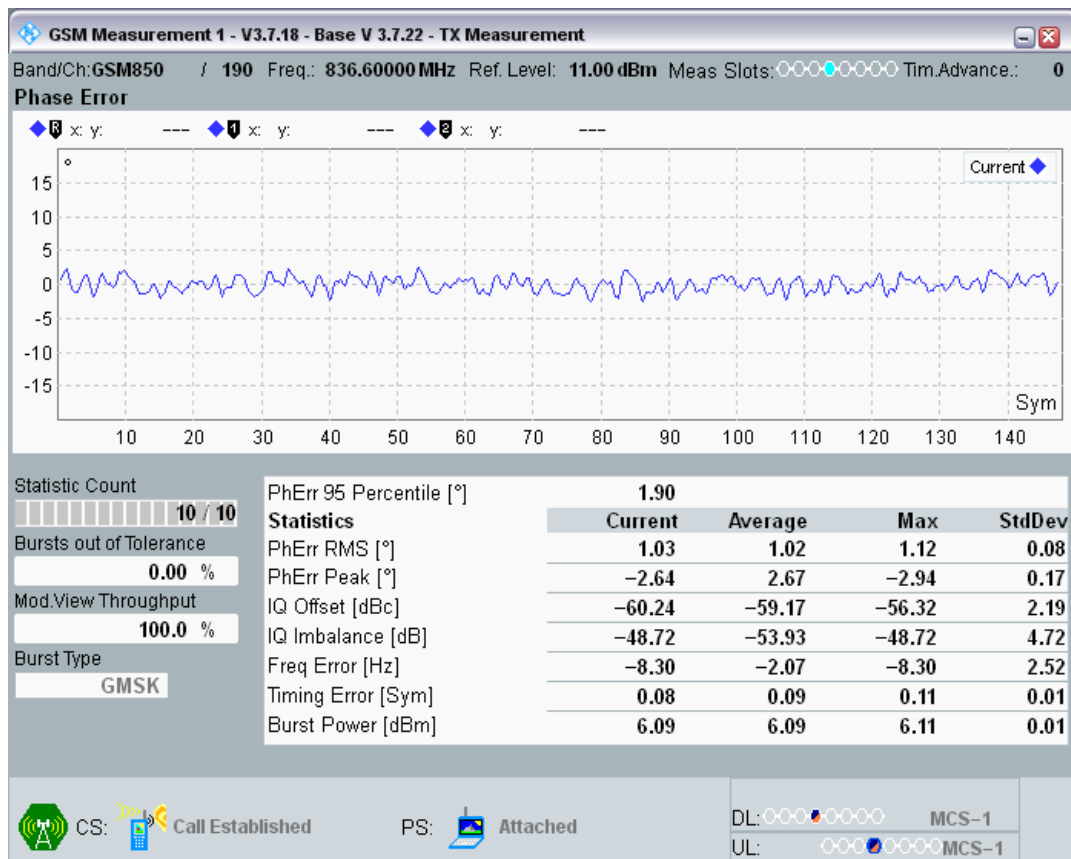 GSM Measurement 1 - V3.7.18 - Base V 3.7.22 - TX Measurement
Band/Ch:GSM850 / 190 Freq.: 836.60000 MHz Ref. Level: 11.00 dBm Meas Slots: Tim.Advance.: 0
Phase Error
R x: y: --- 1 x: y: --- 2 x: y: ---
°
Current
15
10
5
0
-5
-10
-15
Sym
10 20 30 40 50 60 70 80 90 100 110 120 130 140
Statistic Count
10 / 10
Bursts out of Tolerance
0.00 %
Mod.View Throughput
100.0 %
Burst Type
GMSK
PhErr 95 Percentile [°] 1.90
Statistics Current Average Max StdDev
PhErr RMS [°] 1.03 1.02 1.12 0.08
PhErr Peak [°] −2.64 2.67 −2.94 0.17
IQ Offset [dBc] −60.24 −59.17 −56.32 2.19
IQ Imbalance [dB] −48.72 −53.93 −48.72 4.72
Freq Error [Hz] −8.30 −2.07 −8.30 2.52
Timing Error [Sym] 0.08 0.09 0.11 0.01
Burst Power [dBm] 6.09 6.09 6.11 0.01
CS: Call Established PS: Attached
DL: MCS−1
UL: MCS−1